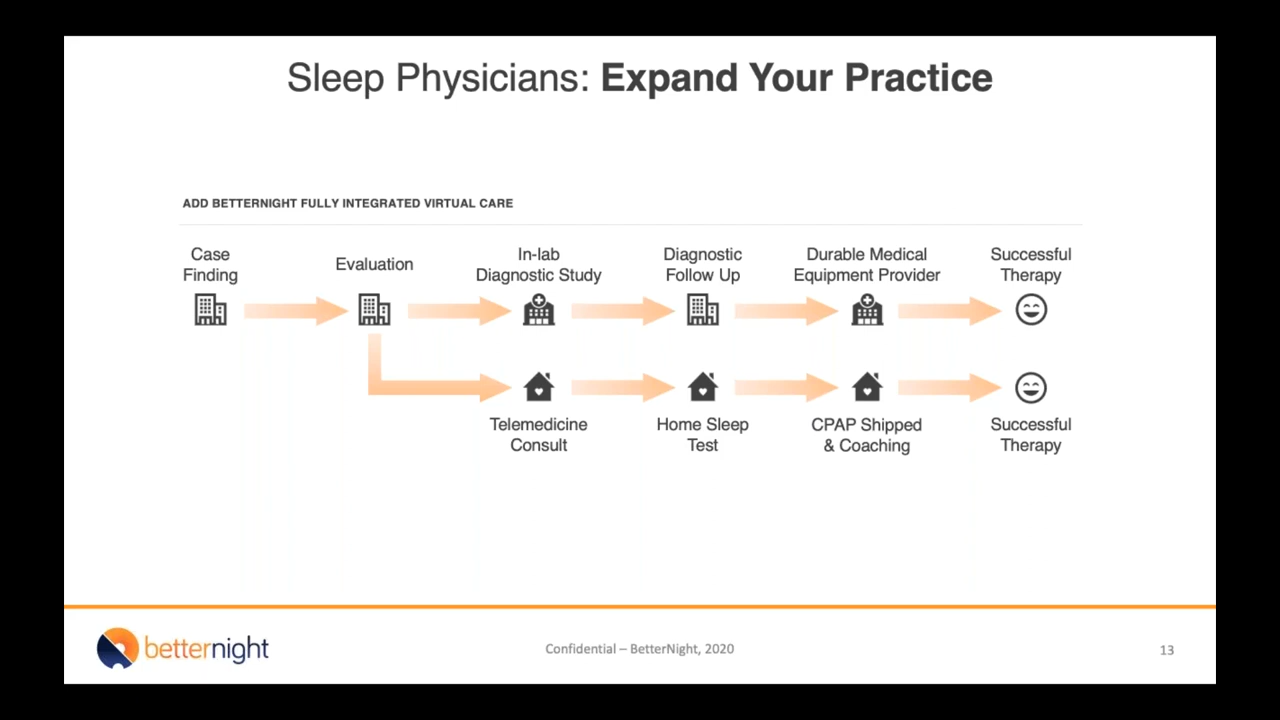 Sleep Physicians: Expand Your Practice
ADD BETTERNIGHT FULLY INTEGRATED VIRTUAL CARE
Case
Finding
Evaluation
In-lab
Diagnostic Study
Diagnostic
Follow Up
Durable Medical
Equipment Provider
Successful
Therapy
Telemedicine
Consult
Home Sleep
Test
CPAP Shipped
& Coaching
Successful
Therapy
betternight
Confidential – BetterNight, 2020
13